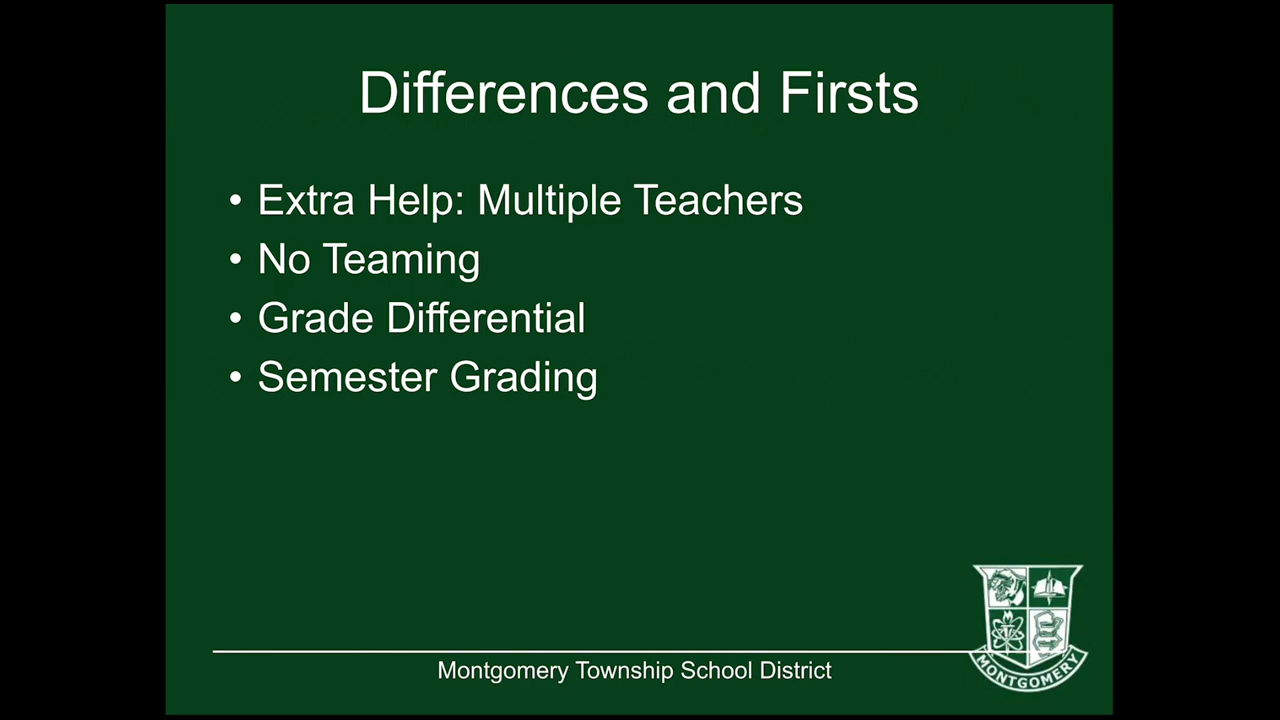 Differences and Firsts
• Extra Help: Multiple Teachers
• No Teaming
• Grade Differential
• Semester Grading
Montgomery Township School District
MONTGOMERY